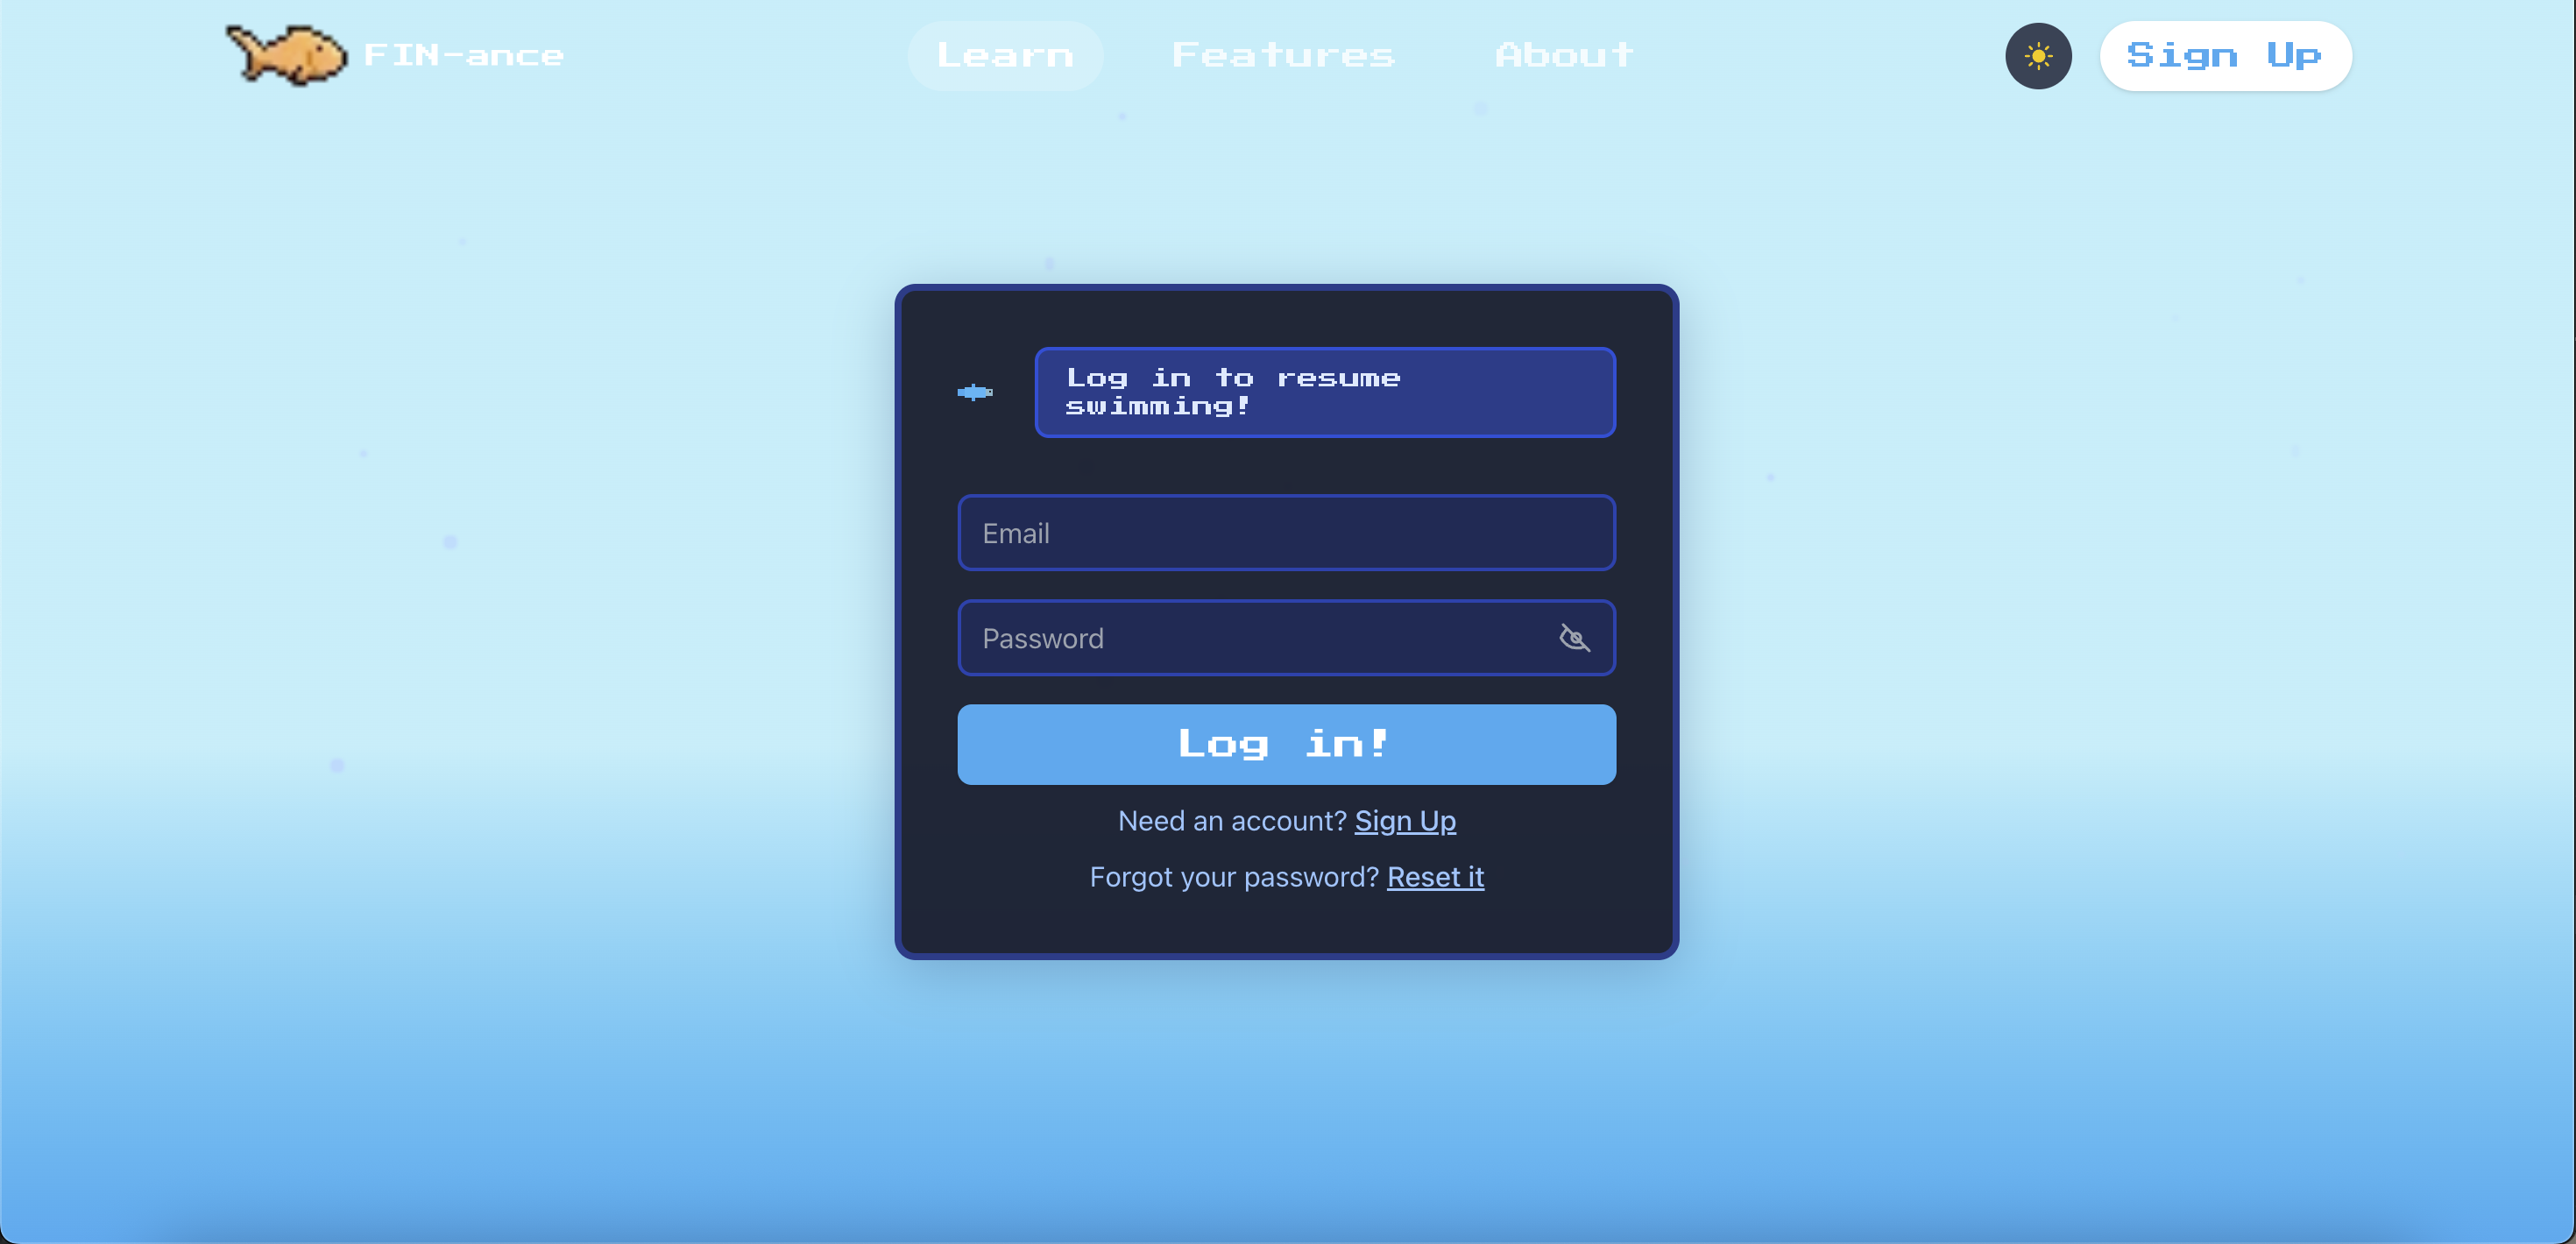 FIN-ance
Learn
Features
About
Sign Up
Log in to resume
swimming!
Email
Password
Log in!
Need an account? Sign Up
Forgot your password? Reset it